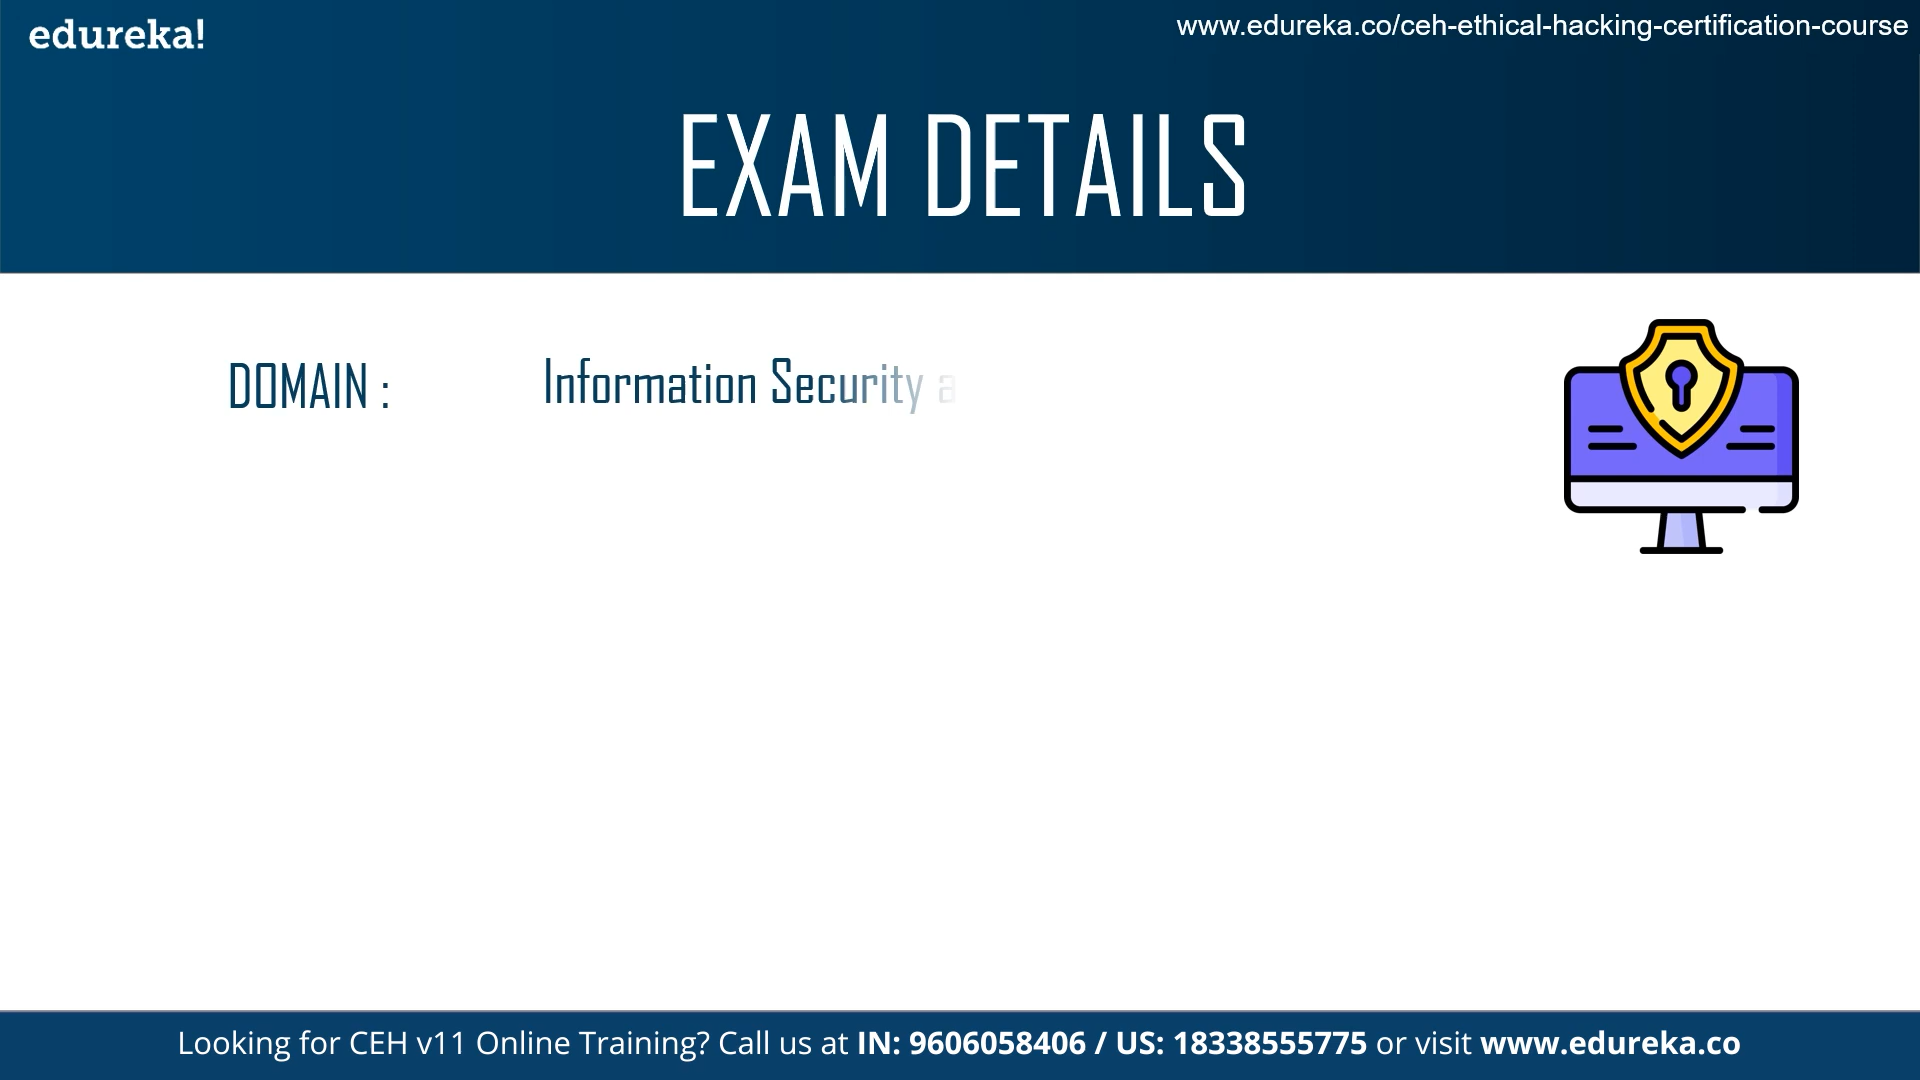 edureka!
www.edureka.co/ceh-ethical-hacking-certification-course
EXAM DETAILS
DOMAIN : Information Security a
Looking for CEH v11 Online Training? Call us at IN: 9606058406 / US: 18338555775 or visit www.edureka.co